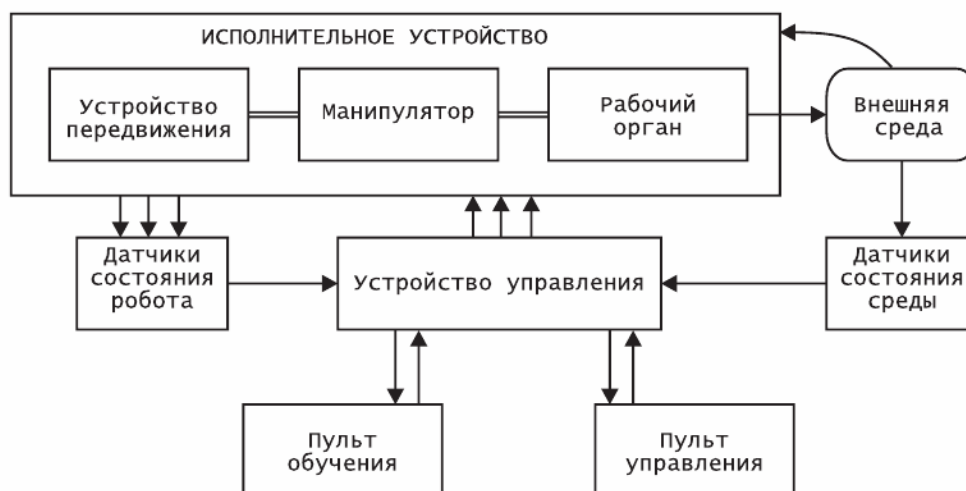 ИСПОЛНИТЕЛЬНОЕ УСТРОЙСТВО
Устройство
передвижения
Манипулятор
Рабочий
орган
Внешняя
среда
Датчики
состояния
робота
Устройство управления
Датчики
состояния
среды
Пульт
обучения
Пульт
управления